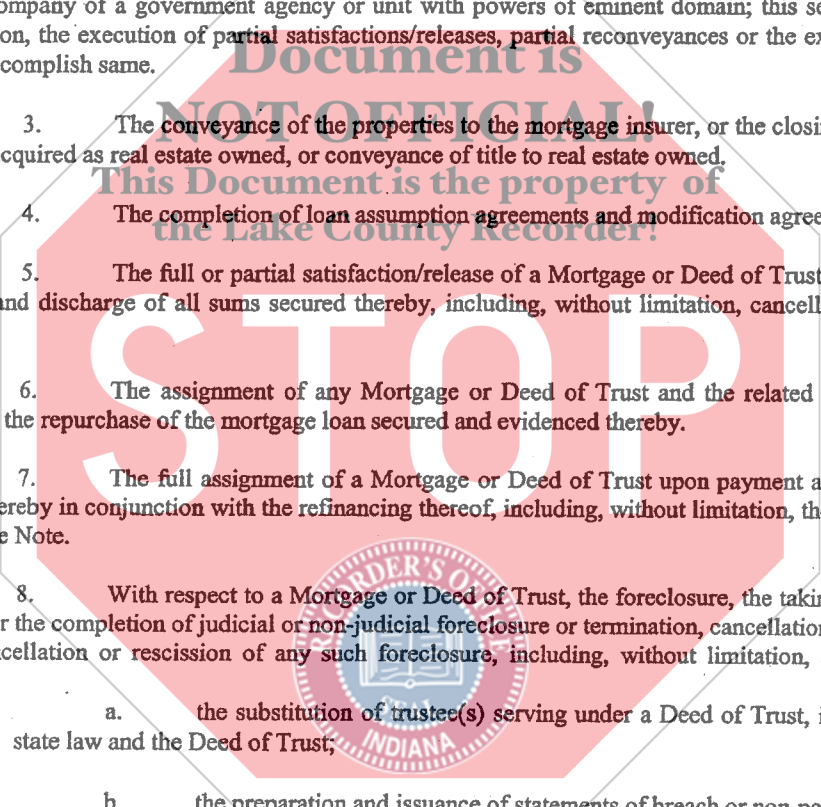 ompany of a government agency or unit with powers of eminent domain; this se
on, the execution of partial satisfactions/releases, partial reconveyances or the ex
complish same.
Document is
NOT OFFICIAL!
3. The conveyance of the properties to the mortgage insurer, or the closi
cquired as real estate owned, or conveyance of title to real estate owned.
This Document is the property of
4. The completion of loan assumption agreements and modification agree
the Lake County Recorder!
5. The full or partial satisfaction/release of a Mortgage or Deed of Trust
and discharge of all sums secured thereby, including, without limitation, cancell
STOP
6. The assignment of any Mortgage or Deed of Trust and the related
the repurchase of the mortgage loan secured and evidenced thereby.
7. The full assignment of a Mortgage or Deed of Trust upon payment a
ereby in conjunction with the refinancing thereof, including, without limitation, th
e Note.
RECORDER'S OFFICE
8. With respect to a Mortgage or Deed of Trust, the foreclosure, the takin
r the completion of judicial or non-judicial foreclosure or termination, cancellatio
cellation or rescission of any such foreclosure, including, without limitation,
SEAL
a. the substitution of trustee(s) serving under a Deed of Trust, i
state law and the Deed of Trust;
INDIANA
b the preparation and issuance of statements of breach or non-pe